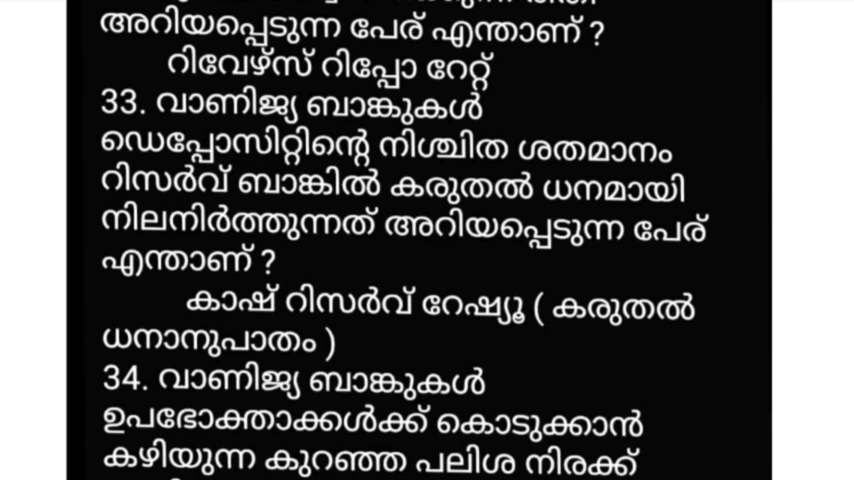 അറിയപ്പെടുന്ന പേര് എന്താണ് ?
റിവേഴ്സ് റിപ്പോ റേറ്റ്
33. വാണിജ്യ ബാങ്കുകൾ
ഡെപ്പോസിറ്റിന്റെ നിശ്ചിത ശതമാനം
റിസർവ് ബാങ്കിൽ കരുതൽ ധനമായി
നിലനിർത്തുന്നത് അറിയപ്പെടുന്ന പേര്
എന്താണ് ?
കാഷ് റിസർവ് റേഷ്യൂ ( കരുതൽ
ധനാനുപാതം )
34. വാണിജ്യ ബാങ്കുകൾ
ഉപഭോക്താക്കൾക്ക് കൊടുക്കാൻ
കഴിയുന്ന കുറഞ്ഞ പലിശ നിരക്ക്